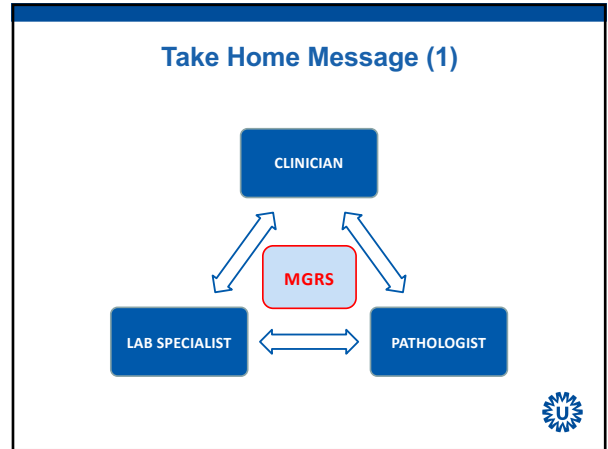 Take Home Message (1)
CLINICIAN
MGRS
LAB SPECIALIST
PATHOLOGIST
U